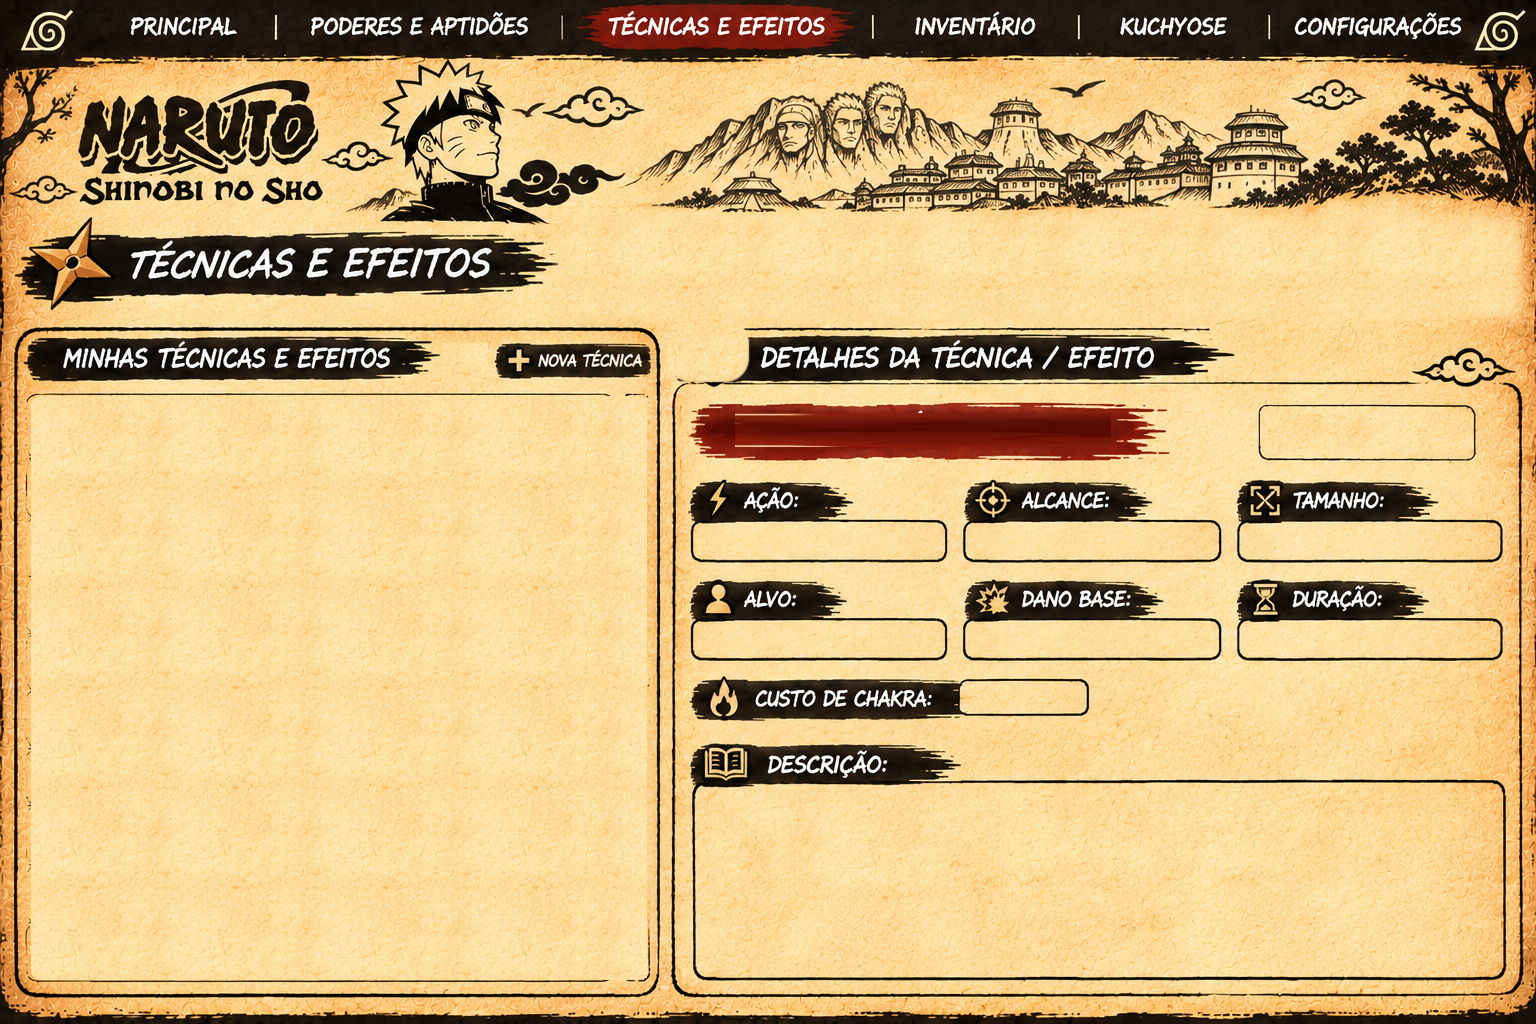 PRINCIPAL | PODERES E APTIDÕES | TÉCNICAS E EFEITOS | INVENTÁRIO | KUCHYOSE | CONFIGURAÇÕES
NARUTO
SHINOBI NO SHO
TÉCNICAS E EFEITOS
MINHAS TÉCNICAS E EFEITOS
+ NOVA TÉCNICA
DETALHES DA TÉCNICA / EFEITO
AÇÃO:
ALCANCE:
TAMANHO:
ALVO:
DANO BASE:
DURAÇÃO:
CUSTO DE CHAKRA:
DESCRIÇÃO: